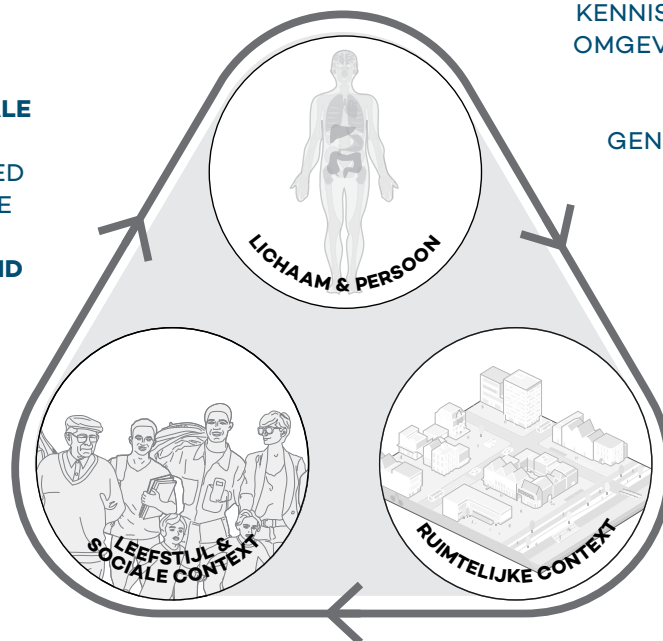 KENNIS
OMGEV
GEN
LICHAAM & PERSOON
LEEFSTIJL &
SOCIALE CONTEXT
RUIMTELIJKE CONTEXT